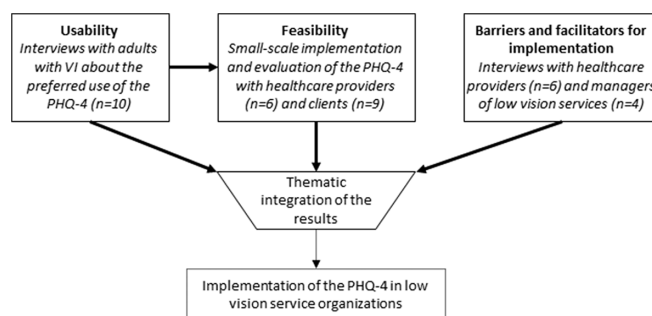 Usability
Interviews with adults
with VI about the
preferred use of the
PHQ-4 (n=10)
Feasibility
Small-scale implementation
and evaluation of the PHQ-4
with healthcare providers
(n=6) and clients (n=9)
Barriers and facilitators for
implementation
Interviews with healthcare
providers (n=6) and managers
of low vision services (n=4)
Thematic
integration of the
results
Implementation of the PHQ-4 in low
vision service organizations